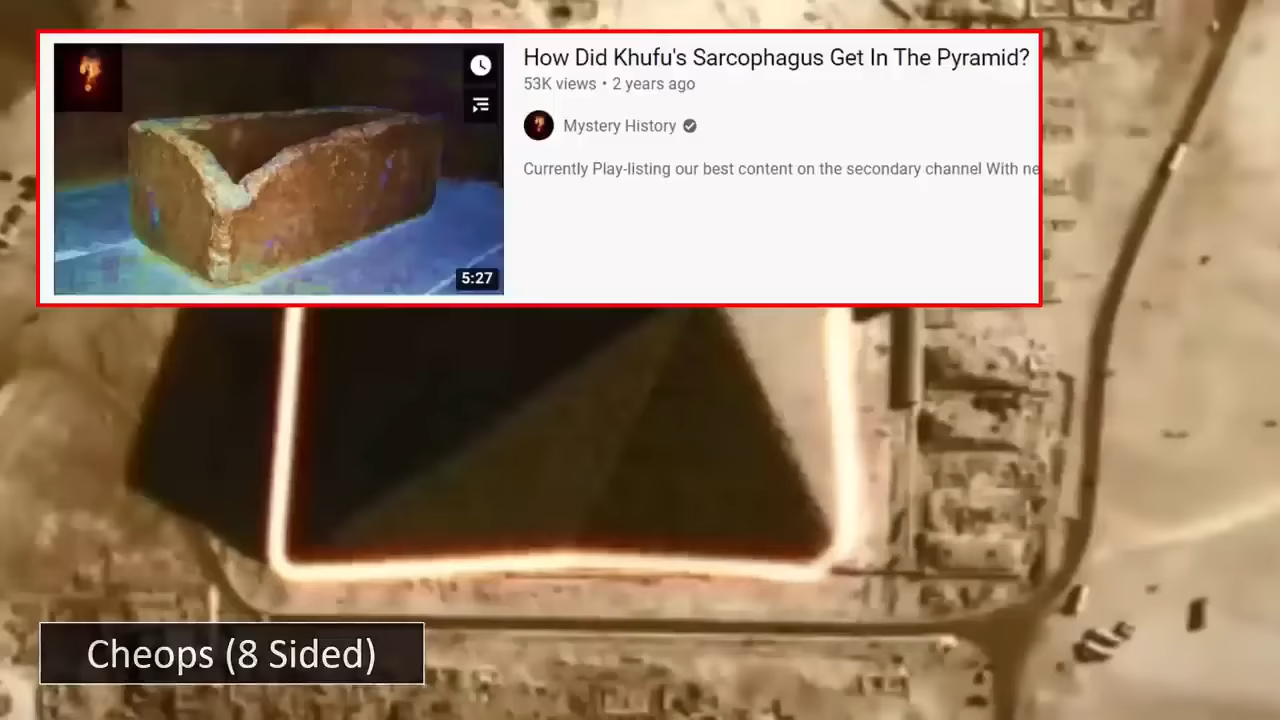 How Did Khufu's Sarcophagus Get In The Pyramid?
53K views • 2 years ago
Mystery History
Currently Play-listing our best content on the secondary channel With ne
5:27
Cheops (8 Sided)